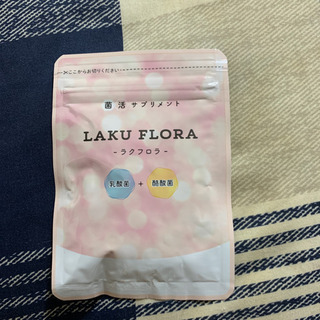 ▷ここからお切りください◁
菌活サプリメント
LAKU FLORA
-ラクフロラ-
乳酸菌 + 酪酸菌